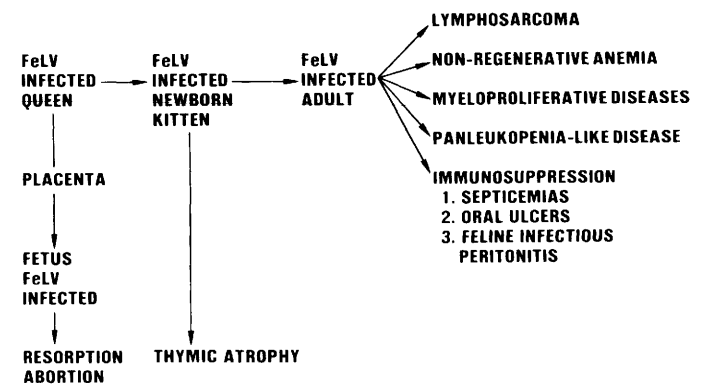 FeLV
INFECTED
QUEEN
PLACENTA
FETUS
FeLV
INFECTED
RESORPTION
ABORTION
FeLV
INFECTED
NEWBORN
KITTEN
THYMIC ATROPHY
FeLV
INFECTED
ADULT
LYMPHOSARCOMA
NON-REGENERATIVE ANEMIA
MYELOPROLIFERATIVE DISEASES
PANLEUKOPENIA-LIKE DISEASE
IMMUNOSUPPRESSION
1. SEPTICEMIAS
2. ORAL ULCERS
3. FELINE INFECTIOUS
PERITONITIS